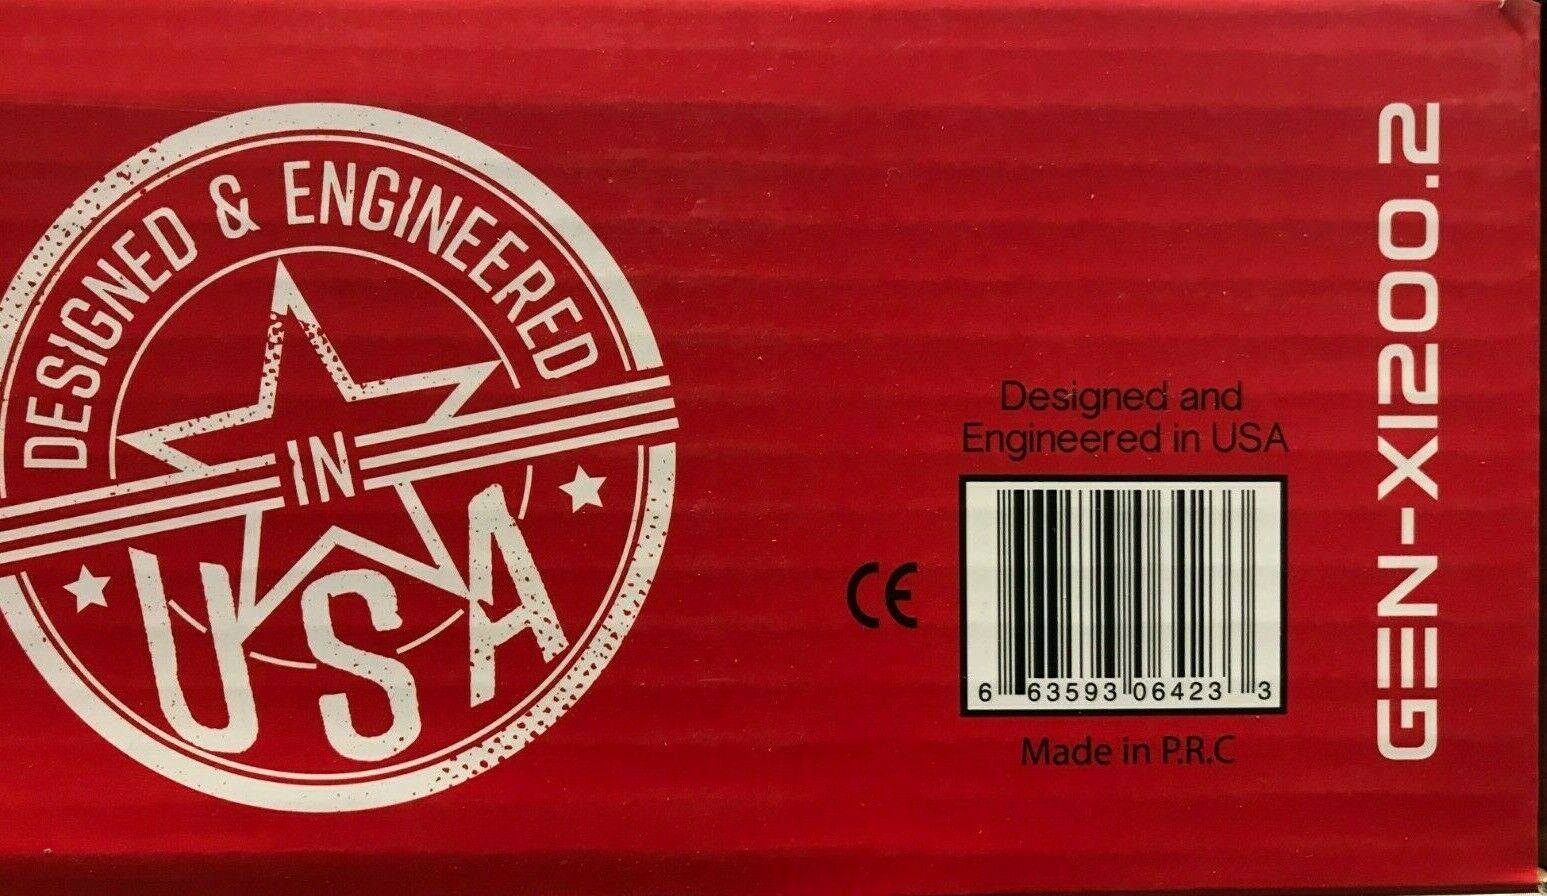 DESIGNED & ENGINEERED
IN
USA
Designed and
Engineered in USA
CE
6 63593 06423 3
Made in P.R.C
GEN-X1200.2